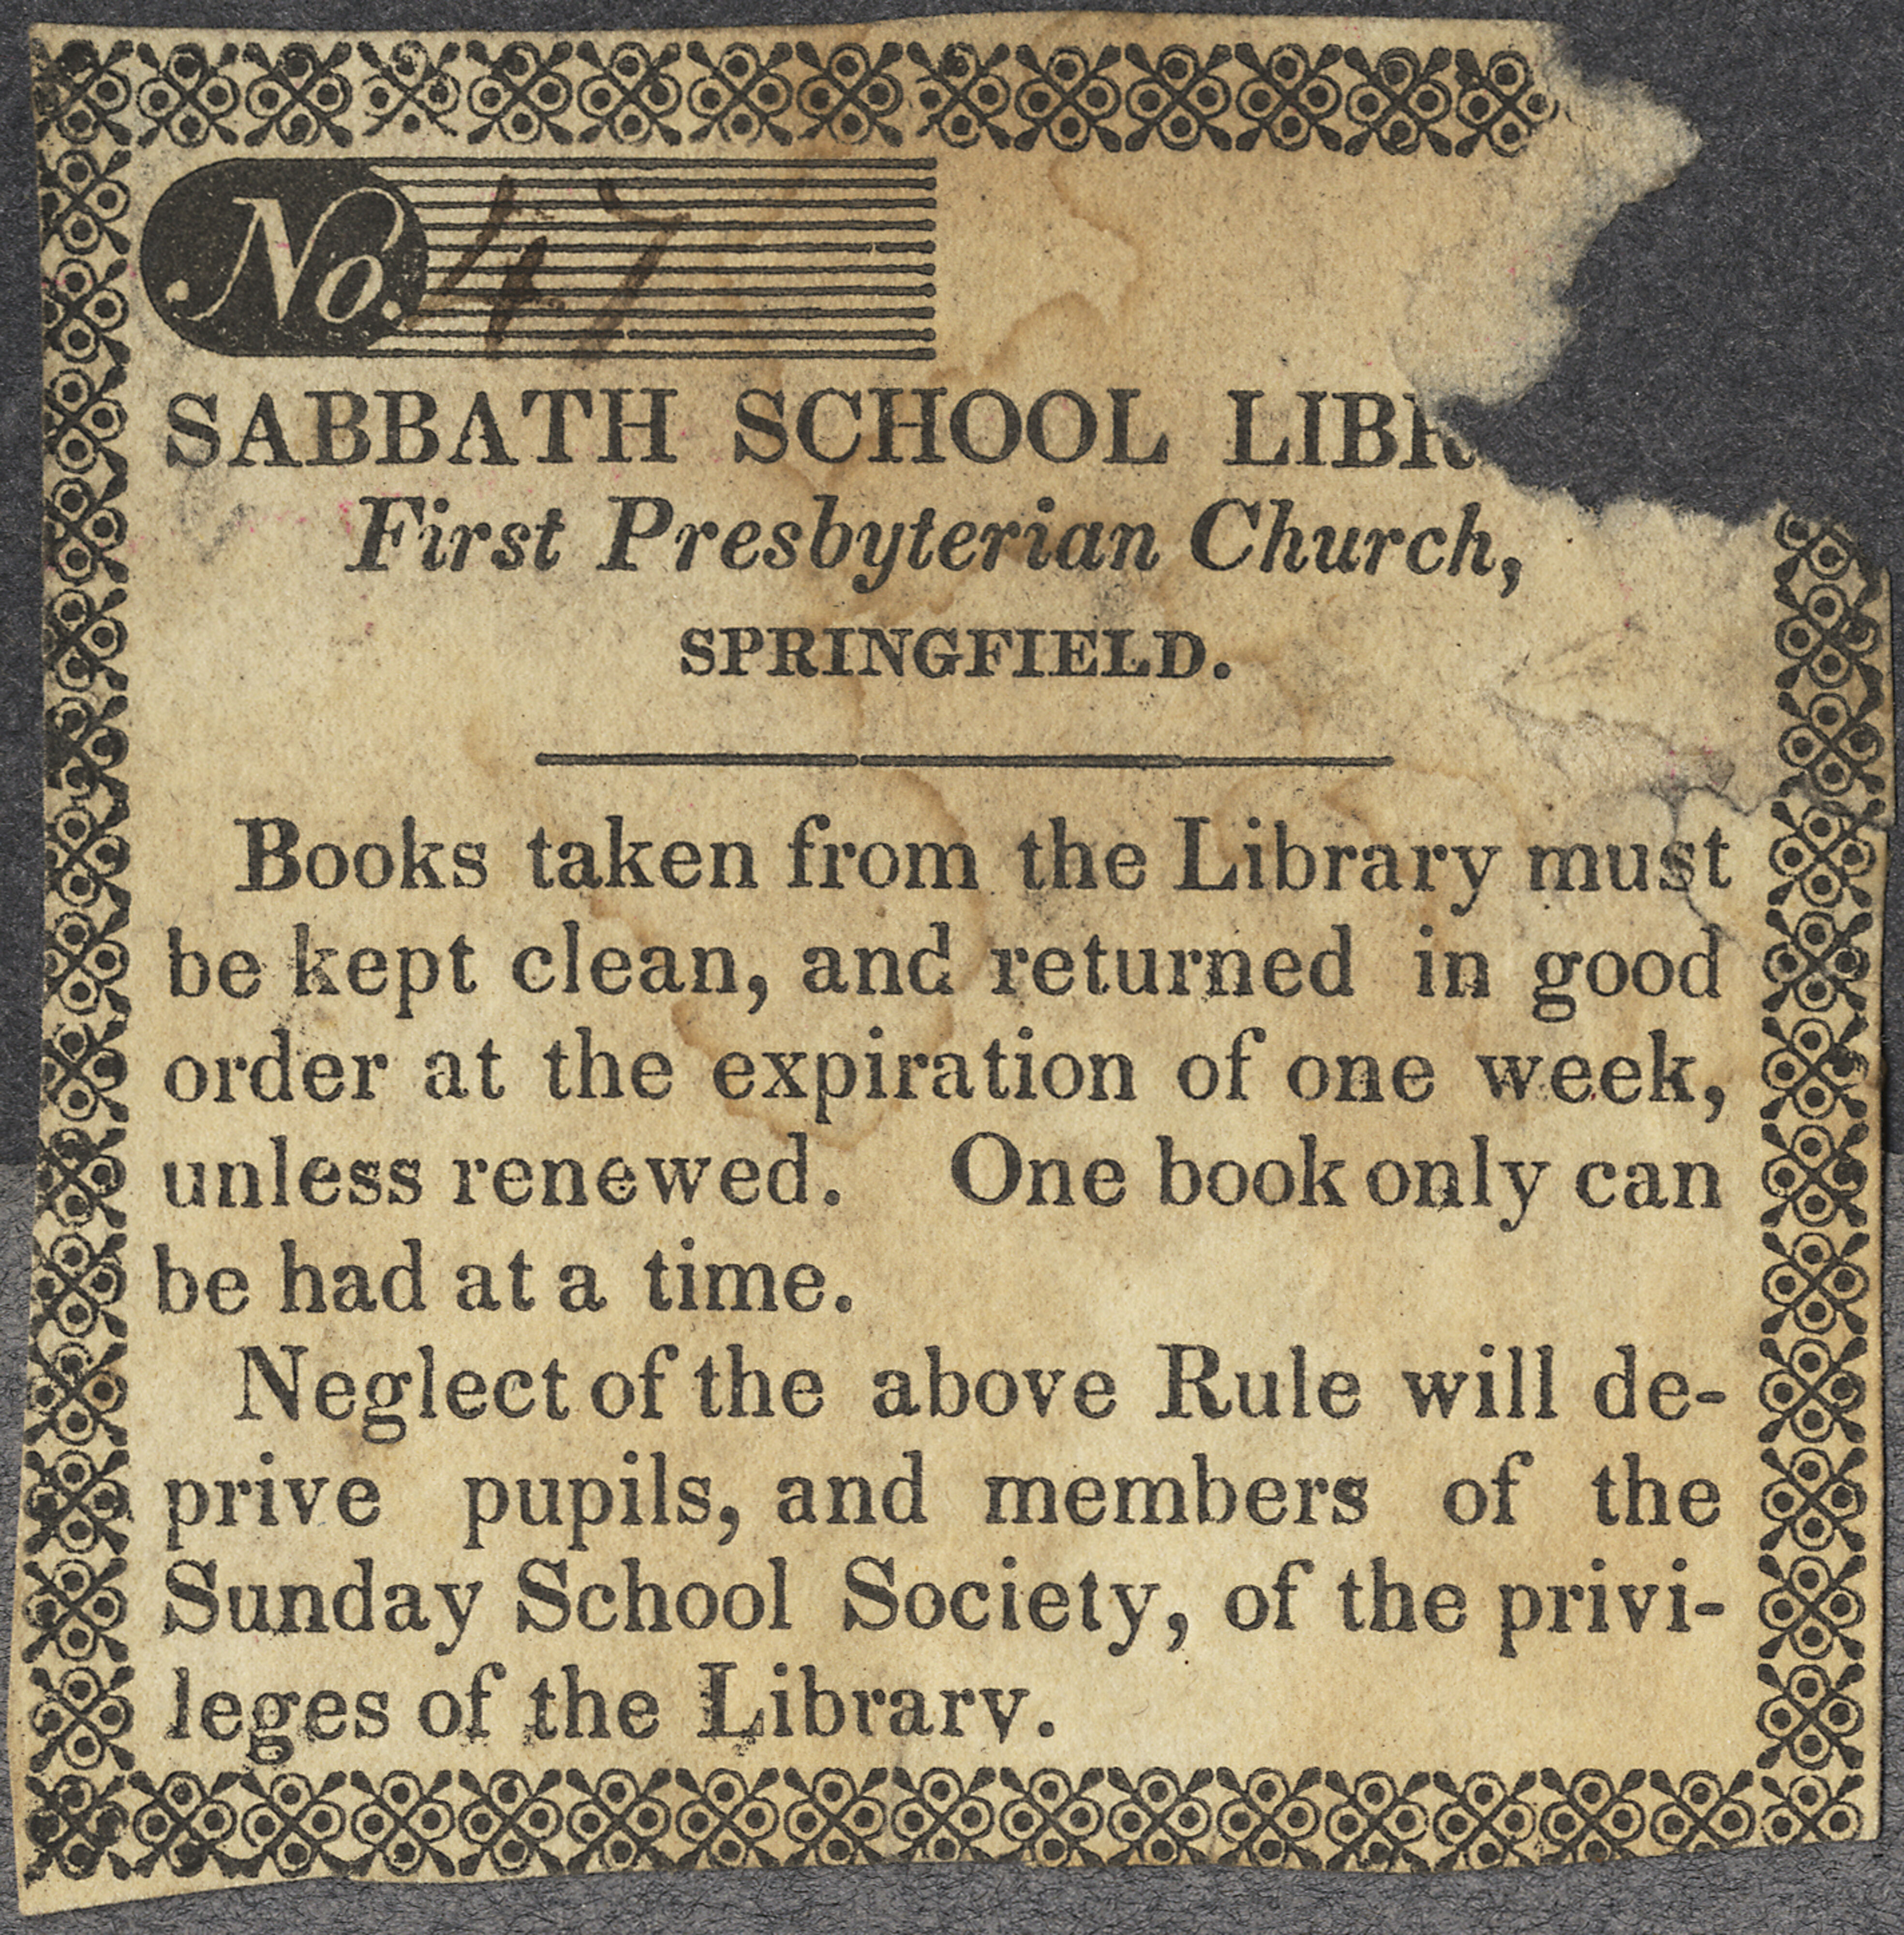 No. 47
SABBATH SCHOOL LIBR
First Presbyterian Church,
SPRINGFIELD.
Books taken from the Library must
be kept clean, and returned in good
order at the expiration of one week,
unless renewed. One book only can
be had at a time.
Neglect of the above Rule will de-
prive pupils, and members of the
Sunday School Society, of the privi-
leges of the Library.